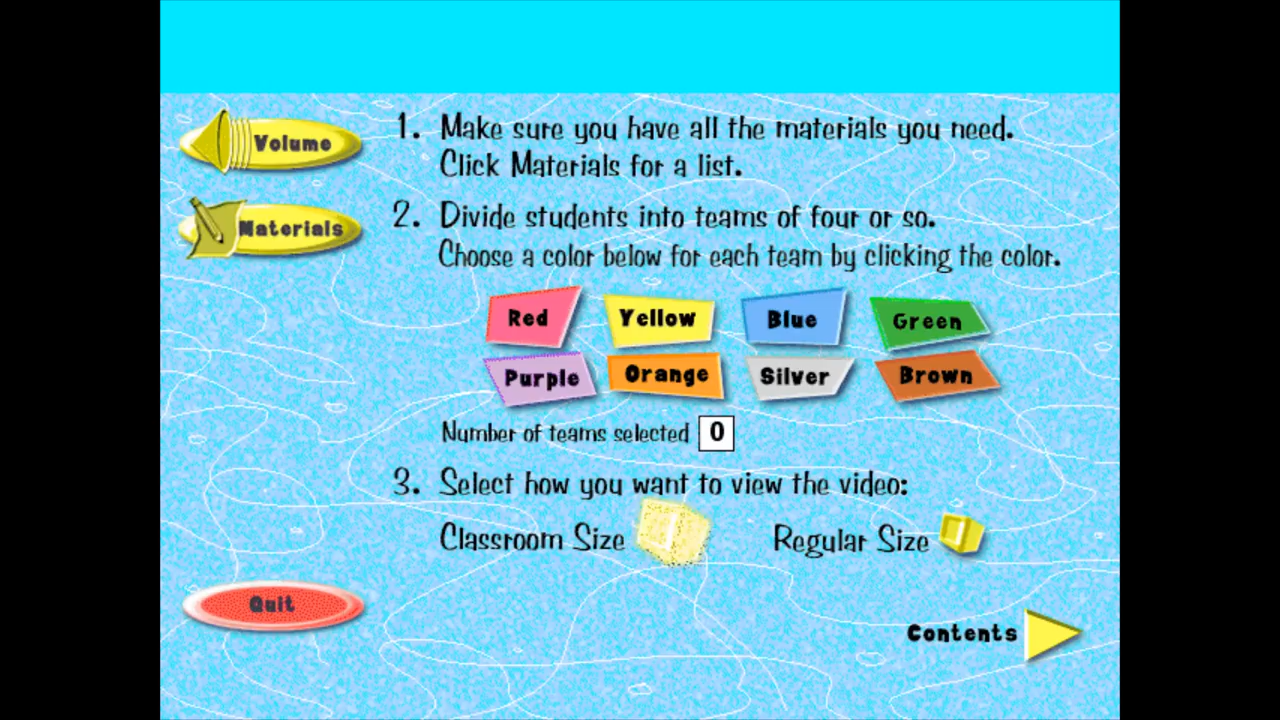 Volume
1. Make sure you have all the materials you need.
Click Materials for a list.
Materials
2. Divide students into teams of four or so.
Choose a color below for each team by clicking the color.
Red Yellow Blue Green
Purple Orange Silver Brown
Number of teams selected 0
3. Select how you want to view the video:
Classroom Size Regular Size
Quit
Contents